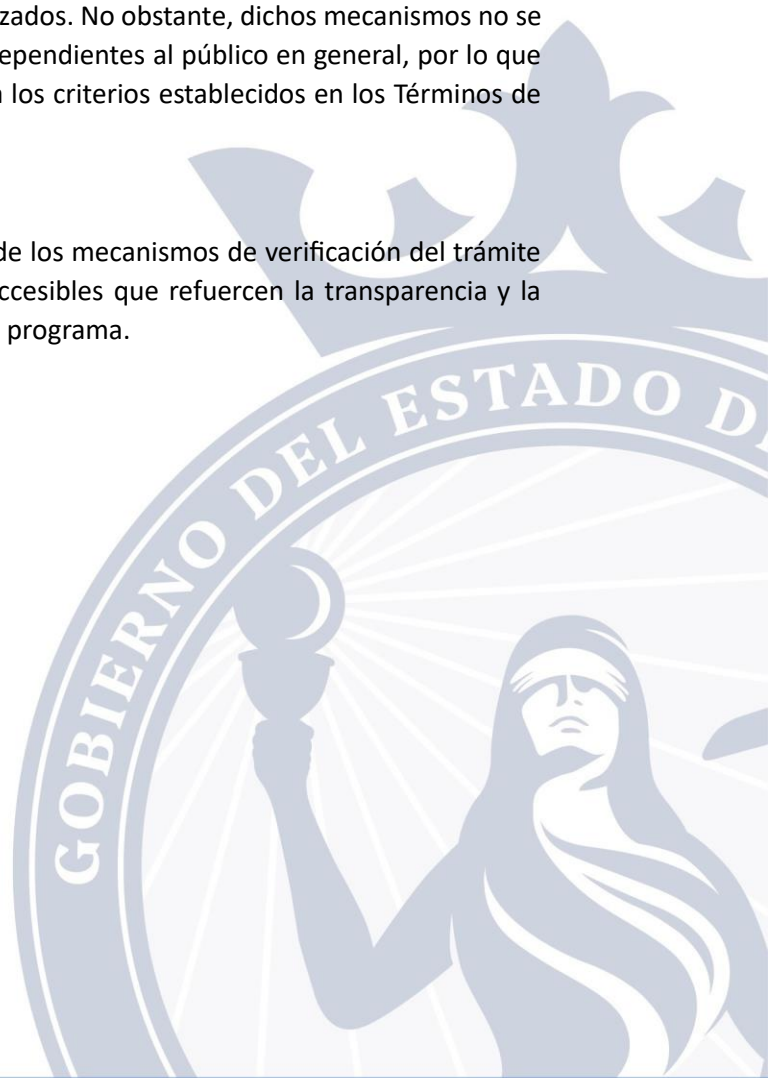 zados. No obstante, dichos mecanismos no se
ependientes al público en general, por lo que
los criterios establecidos en los Términos de
de los mecanismos de verificación del trámite
ccesibles que refuercen la transparencia y la
programa.
GOBIERNO DEL ESTADO D